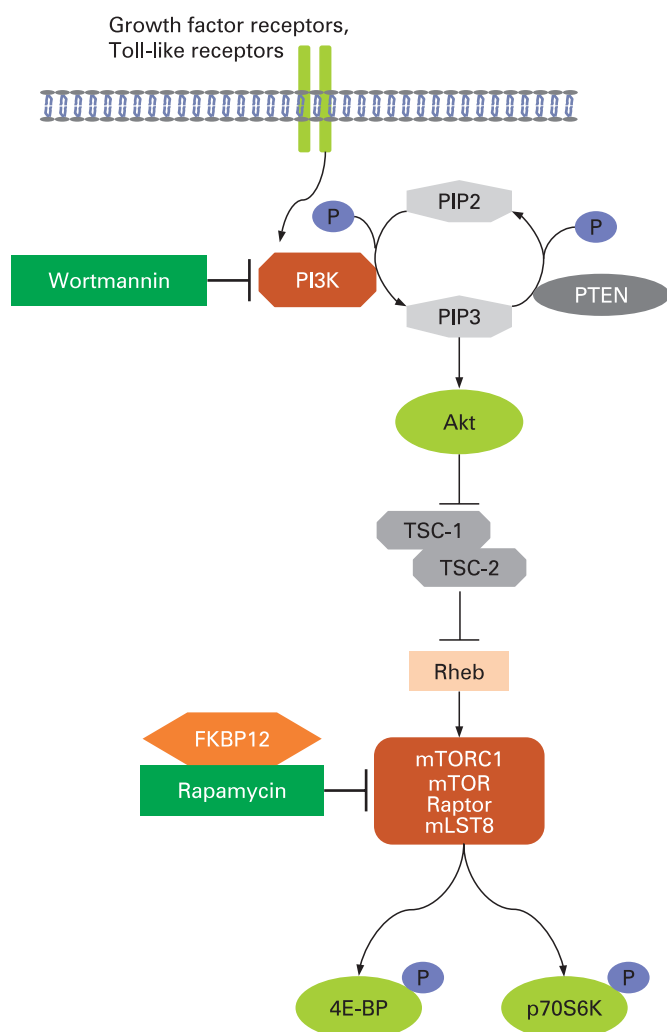 Growth factor receptors,
Toll-like receptors
PIP2
P
P
Wortmannin
PI3K
PTEN
PIP3
Akt
TSC-1
TSC-2
Rheb
FKBP12
Rapamycin
mTORC1
mTOR
Raptor
mLST8
P
P
4E-BP
p70S6K